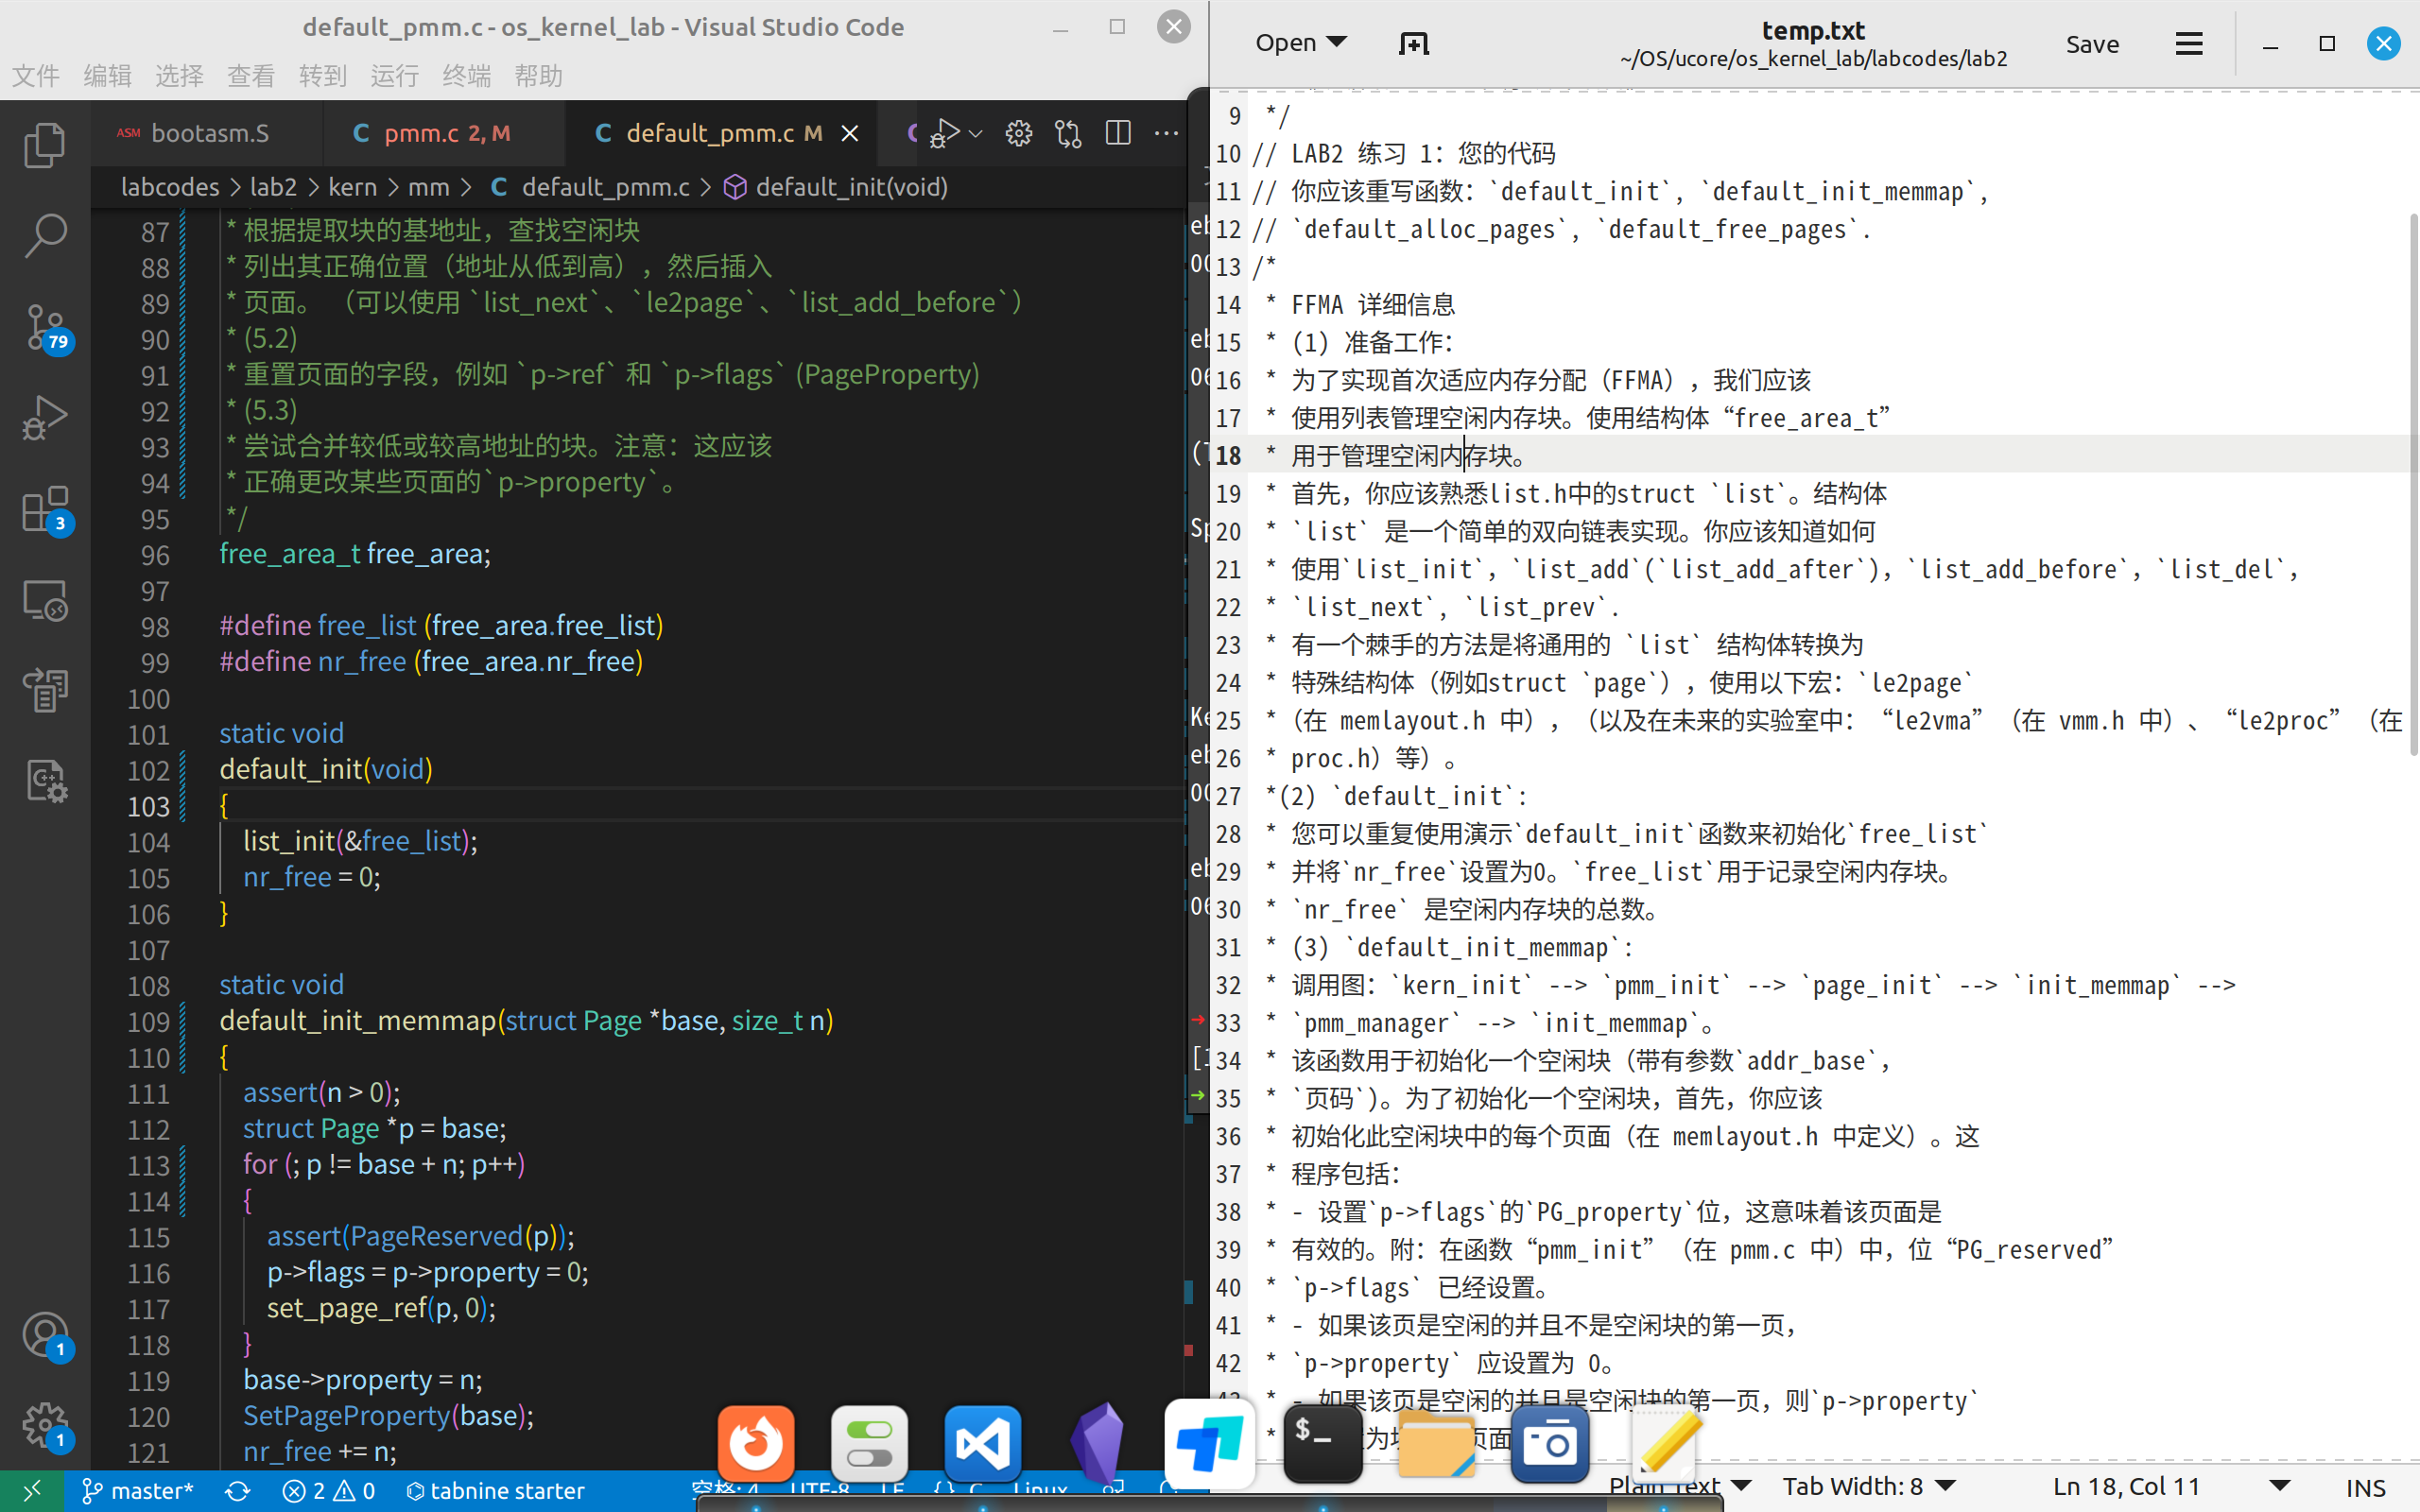 default_pmm.c - os_kernel_lab - Visual Studio Code
文件 编辑 选择 查看 转到 运行 终端 帮助
ASM bootasm.S C pmm.c 2, M C default_pmm.c M
labcodes > lab2 > kern > mm > C default_pmm.c > default_init(void)
87 * 根据提取块的基地址，查找空闲块
88 * 列出其正确位置（地址从低到高），然后插入
89 * 页面。 （可以使用 `list_next`、`le2page`、`list_add_before`）
90 * (5.2)
91 * 重置页面的字段，例如 `p->ref` 和 `p->flags` (PageProperty)
92 * (5.3)
93 * 尝试合并较低或较高地址的块。注意：这应该
94 * 正确更改某些页面的`p->property`。
95 */
96 free_area_t free_area;
97
98 #define free_list (free_area.free_list)
99 #define nr_free (free_area.nr_free)
100
101 static void
102 default_init(void)
103 {
104 list_init(&free_list);
105 nr_free = 0;
106 }
107
108 static void
109 default_init_memmap(struct Page *base, size_t n)
110 {
111 assert(n > 0);
112 struct Page *p = base;
113 for (; p != base + n; p++)
114 {
115 assert(PageReserved(p));
116 p->flags = p->property = 0;
117 set_page_ref(p, 0);
118 }
119 base->property = n;
120 SetPageProperty(base);
121 nr_free += n;
79
3
1
1
master* 2 0 tabnine starter
Open
temp.txt
~/OS/ucore/os_kernel_lab/labcodes/lab2
Save
9 */
10 // LAB2 练习 1：您的代码
11 // 你应该重写函数：`default_init`, `default_init_memmap`,
12 // `default_alloc_pages`, `default_free_pages`.
13 /*
14 * FFMA 详细信息
15 * (1) 准备工作：
16 * 为了实现首次适应内存分配（FFMA），我们应该
17 * 使用列表管理空闲内存块。使用结构体“free_area_t”
18 * 用于管理空闲内存块。
19 * 首先，你应该熟悉list.h中的struct `list`。结构体
20 * `list` 是一个简单的双向链表实现。你应该知道如何
21 * 使用`list_init`，`list_add`(`list_add_after`)，`list_add_before`，`list_del`，
22 * `list_next`, `list_prev`.
23 * 有一个棘手的方法是将通用的 `list` 结构体转换为
24 * 特殊结构体（例如struct `page`），使用以下宏：`le2page`
25 *（在 memlayout.h 中），（以及在未来的实验室中：“le2vma”（在 vmm.h 中）、“le2proc”（在
26 * proc.h）等）。
27 *(2) `default_init`:
28 * 您可以重复使用演示`default_init`函数来初始化`free_list`
29 * 并将`nr_free`设置为0。`free_list`用于记录空闲内存块。
30 * `nr_free` 是空闲内存块的总数。
31 * (3) `default_init_memmap`:
32 * 调用图：`kern_init` --> `pmm_init` --> `page_init` --> `init_memmap` -->
33 * `pmm_manager` --> `init_memmap`。
34 * 该函数用于初始化一个空闲块（带有参数`addr_base`，
35 * `页码`)。为了初始化一个空闲块，首先，你应该
36 * 初始化此空闲块中的每个页面（在 memlayout.h 中定义）。这
37 * 程序包括：
38 * - 设置`p->flags`的`PG_property`位，这意味着该页面是
39 * 有效的。附：在函数“pmm_init”（在 pmm.c 中）中，位“PG_reserved”
40 * `p->flags` 已经设置。
41 * - 如果该页是空闲的并且不是空闲块的第一页，
42 * `p->property` 应设置为 0。
* - 如果该页是空闲的并且是空闲块的第一页，则`p->property`
Plain Text Tab Width: 8 Ln 18, Col 11 INS